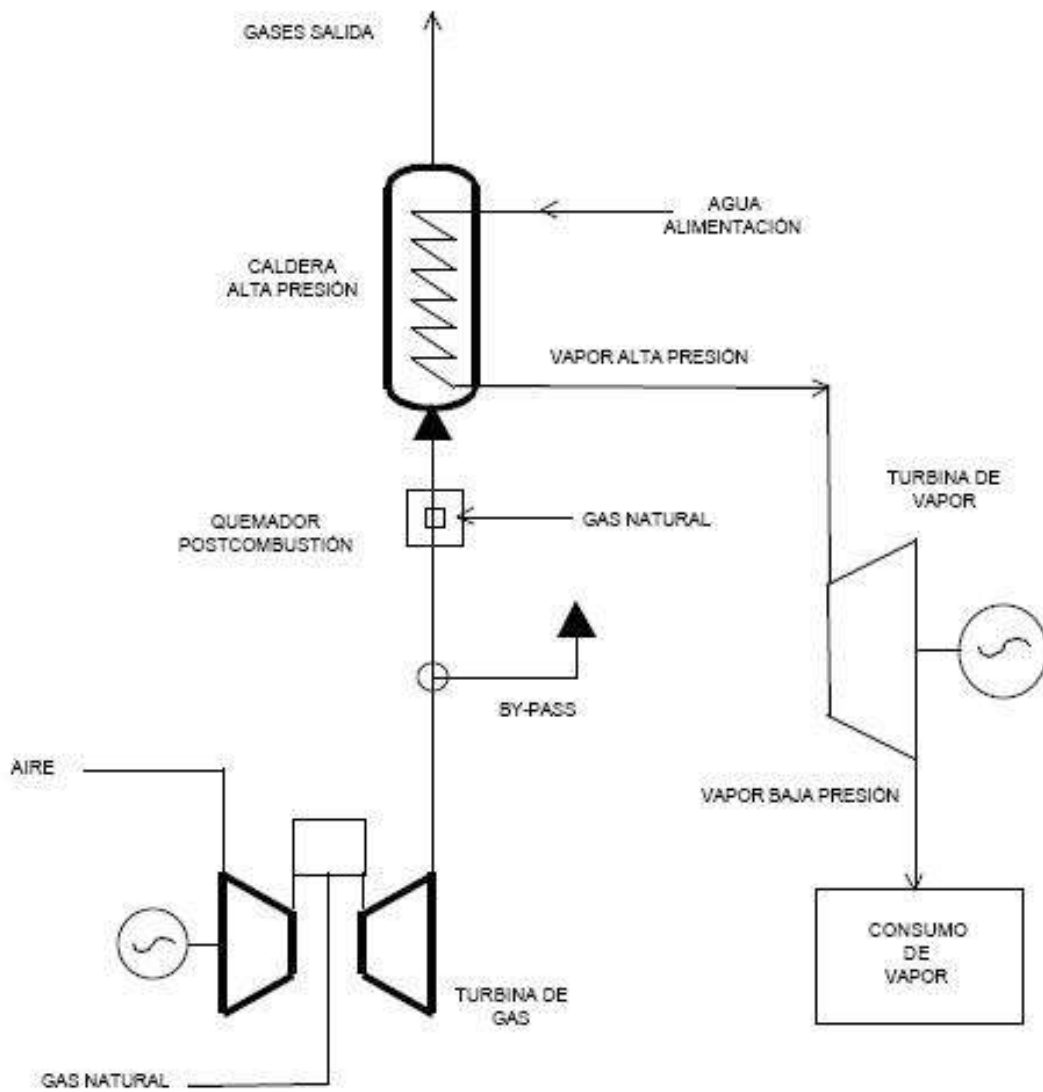 GASES SALIDA
AGUA
ALIMENTACIÓN
CALDERA
ALTA PRESIÓN
VAPOR ALTA PRESIÓN
TURBINA DE
VAPOR
QUEMADOR
POSTCOMBUSTIÓN
GAS NATURAL
BY-PASS
AIRE
VAPOR BAJA PRESIÓN
CONSUMO
DE
VAPOR
TURBINA DE
GAS
GAS NATURAL